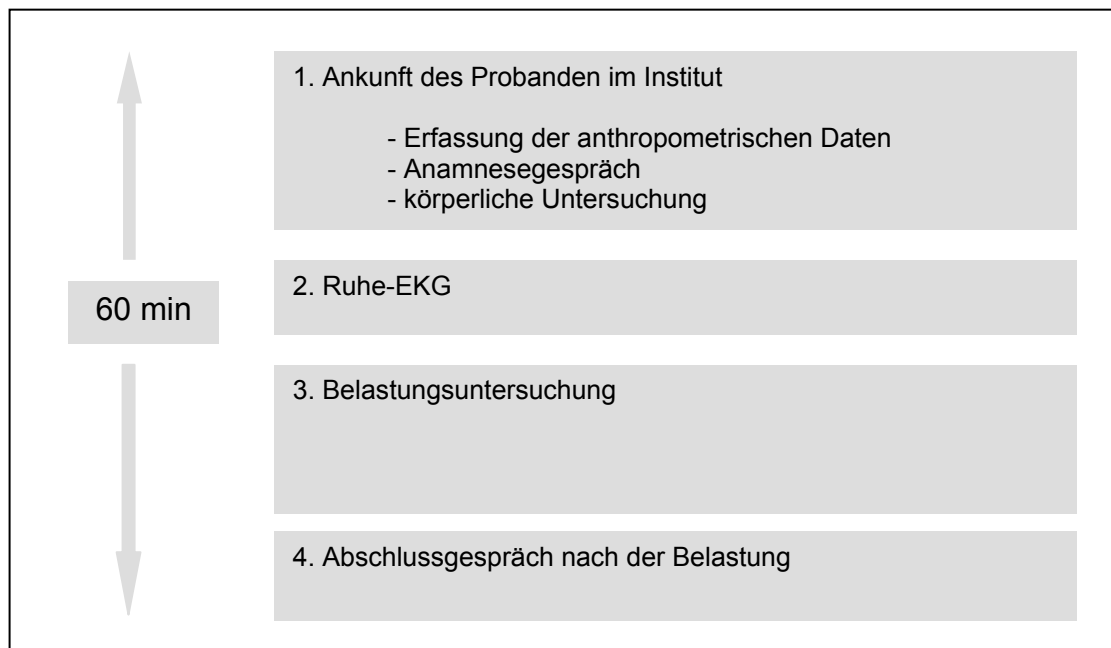 1. Ankunft des Probanden im Institut
- Erfassung der anthropometrischen Daten
- Anamnesegespräch
- körperliche Untersuchung
60 min
2. Ruhe-EKG
3. Belastungsuntersuchung
4. Abschlussgespräch nach der Belastung